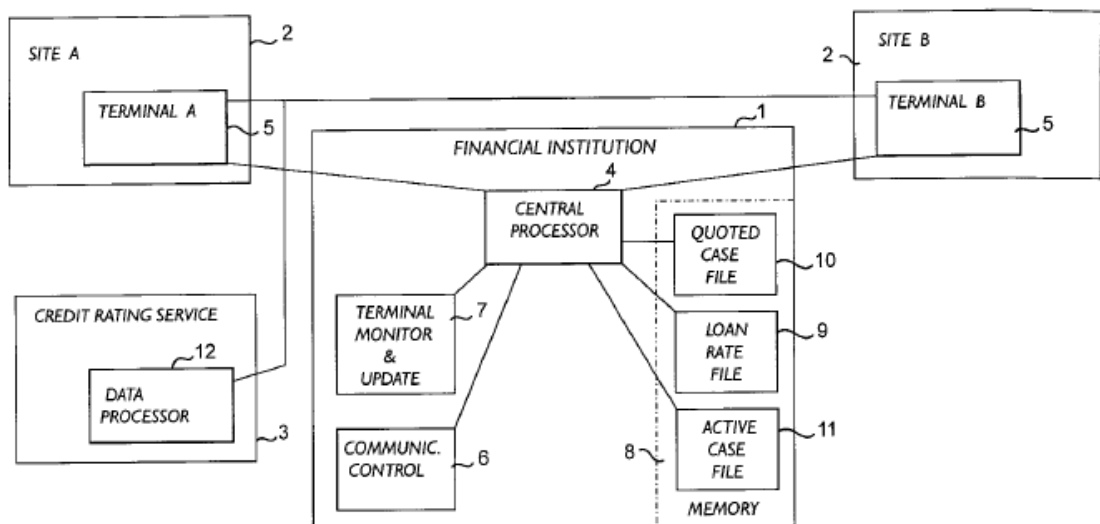 SITE A
2
TERMINAL A
5
SITE B
2
TERMINAL B
5
1
FINANCIAL INSTITUTION
4
CENTRAL
PROCESSOR
QUOTED
CASE
FILE
10
TERMINAL
MONITOR
&
UPDATE
7
LOAN
RATE
FILE
9
CREDIT RATING SERVICE
12
DATA
PROCESSOR
3
COMMUNIC.
CONTROL
6
ACTIVE
CASE
FILE
11
8
MEMORY